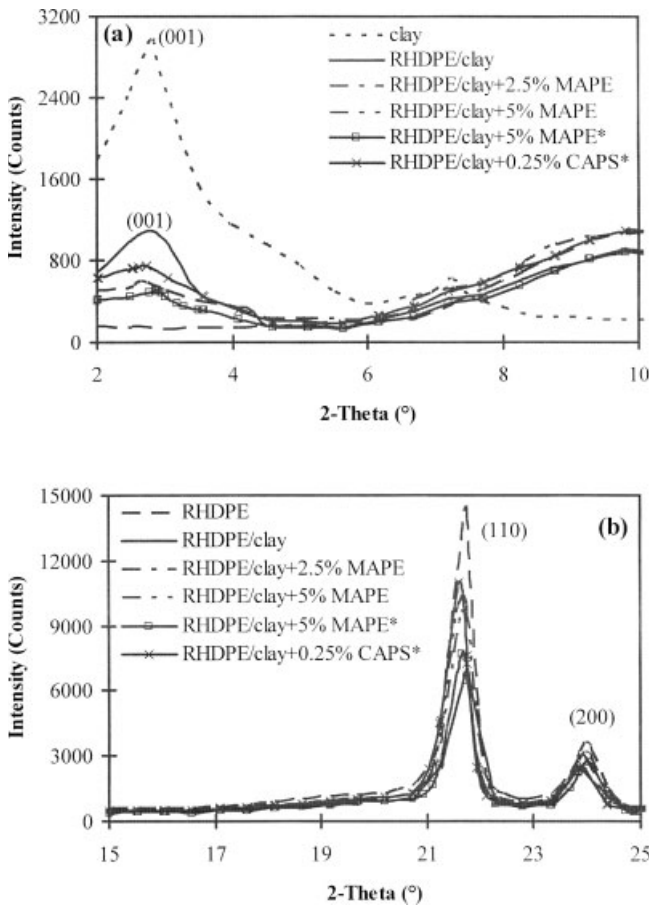 (a)
(001)
clay
RHDPE/clay
RHDPE/clay+2.5% MAPE
RHDPE/clay+5% MAPE
RHDPE/clay+5% MAPE*
RHDPE/clay+0.25% CAPS*
(001)
3200
2400
1600
800
0
Intensity (Counts)
2 4 6 8 10
2-Theta (°)
(b)
RHDPE
RHDPE/clay
RHDPE/clay+2.5% MAPE
RHDPE/clay+5% MAPE
RHDPE/clay+5% MAPE*
RHDPE/clay+0.25% CAPS*
(110)
(200)
15000
12000
9000
6000
3000
0
Intensity (Counts)
15 17 19 21 23 25
2-Theta (°)